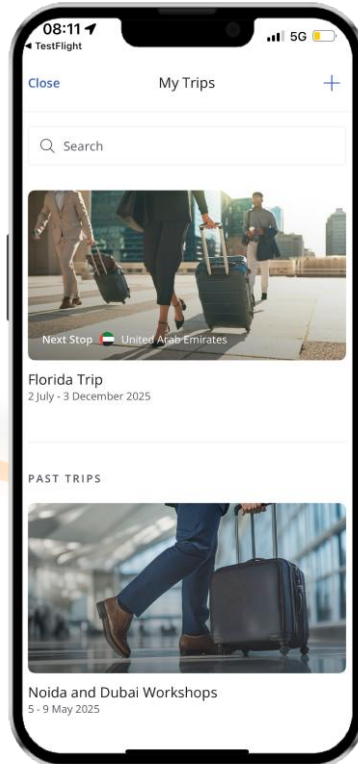 08:11
5G
◀ TestFlight
Close
My Trips
Search
Next Stop United Arab Emirates
Florida Trip
2 July - 3 December 2025
PAST TRIPS
Noida and Dubai Workshops
5 - 9 May 2025